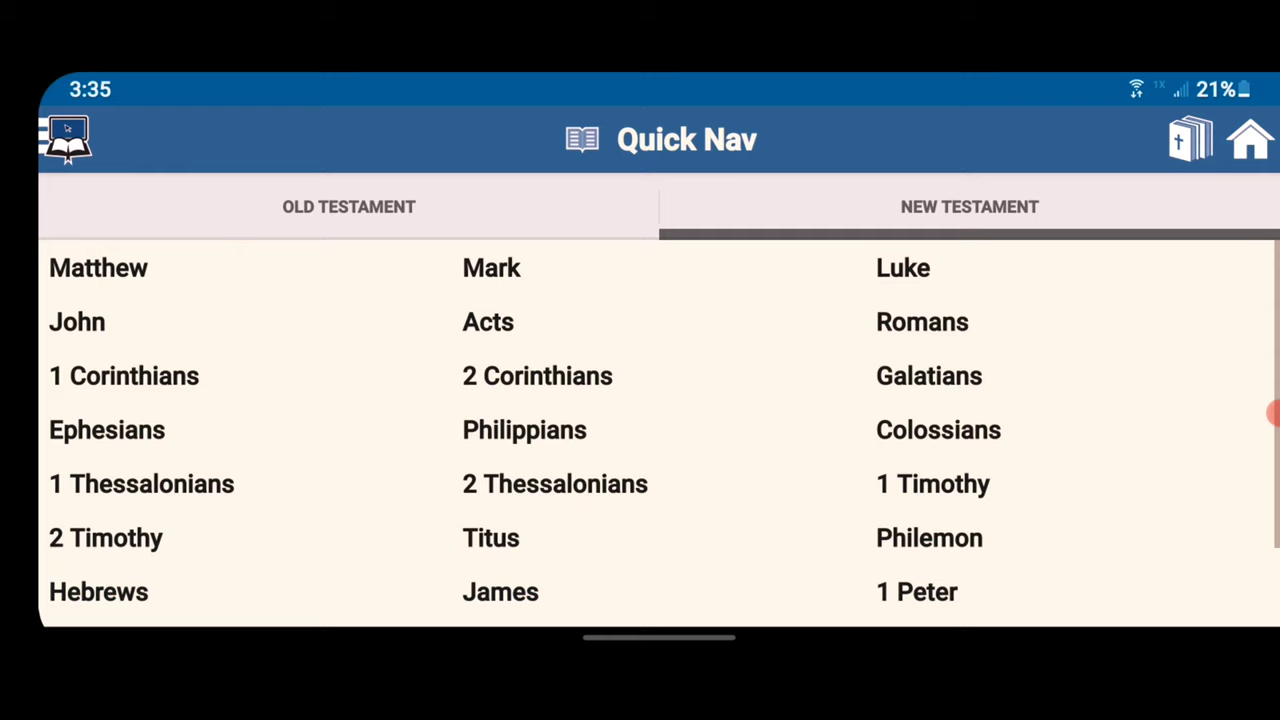 3:35
1X 21%
Quick Nav
OLD TESTAMENT NEW TESTAMENT
Matthew Mark Luke
John Acts Romans
1 Corinthians 2 Corinthians Galatians
Ephesians Philippians Colossians
1 Thessalonians 2 Thessalonians 1 Timothy
2 Timothy Titus Philemon
Hebrews James 1 Peter